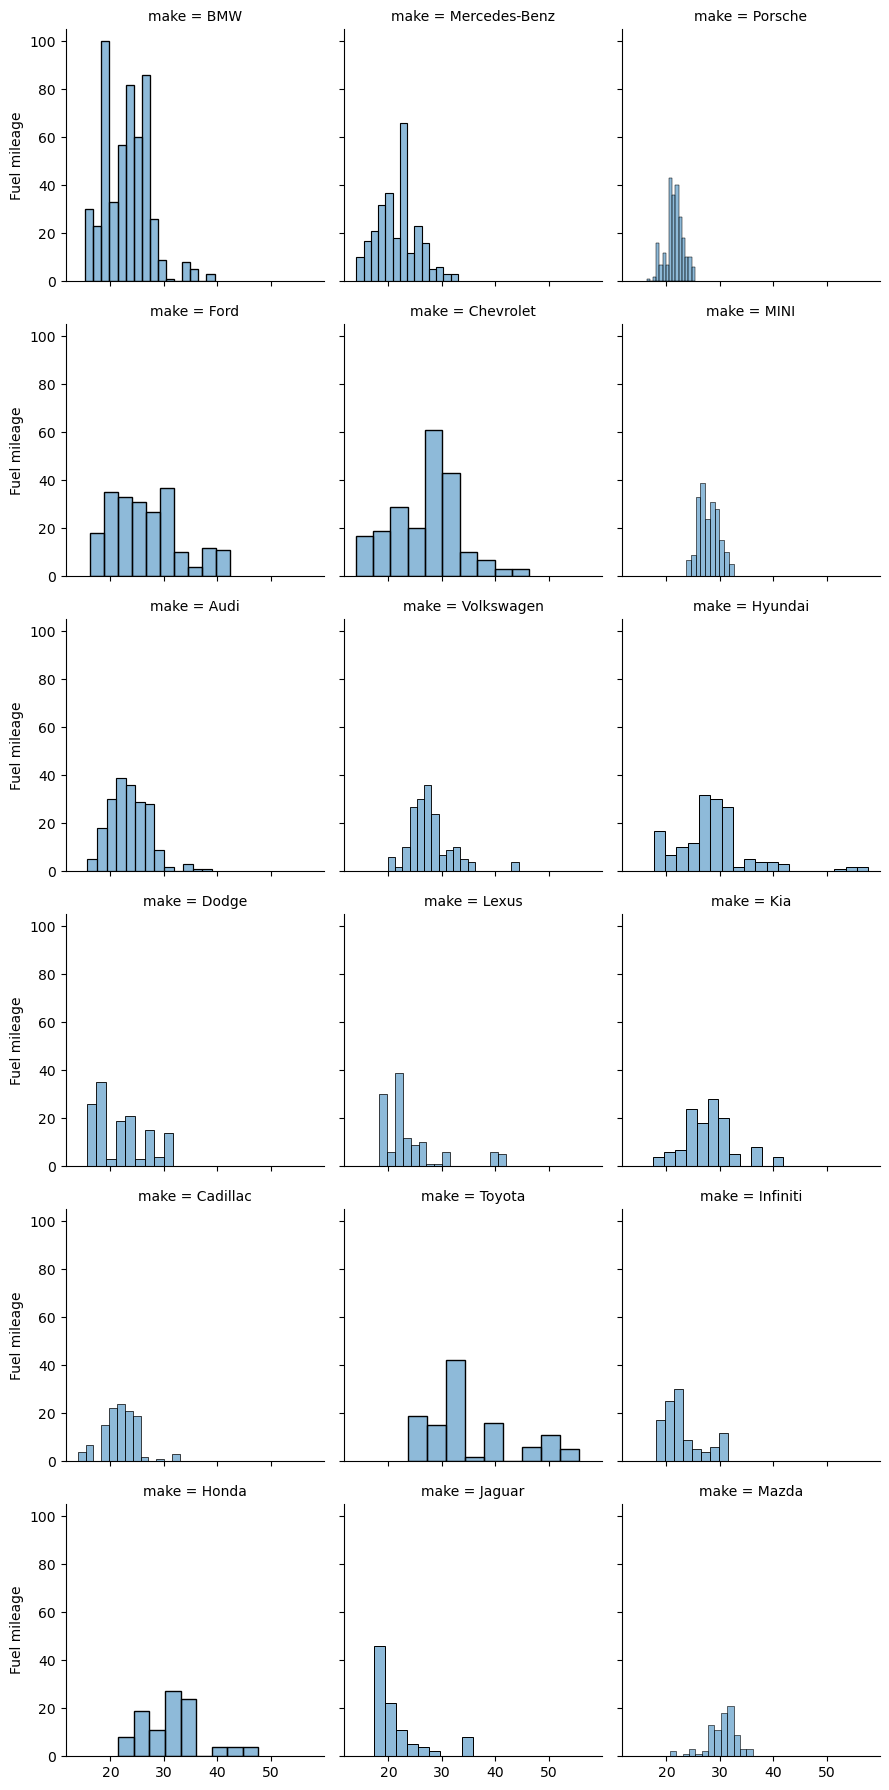 make = BMW
make = Mercedes-Benz
make = Porsche
100
80
60
40
20
0
Fuel mileage
make = Ford
make = Chevrolet
make = MINI
100
80
60
40
20
0
Fuel mileage
make = Audi
make = Volkswagen
make = Hyundai
100
80
60
40
20
0
Fuel mileage
make = Dodge
make = Lexus
make = Kia
100
80
60
40
20
0
Fuel mileage
make = Cadillac
make = Toyota
make = Infiniti
100
80
60
40
20
0
Fuel mileage
make = Honda
make = Jaguar
make = Mazda
100
80
60
40
20
0
Fuel mileage
20 30 40 50
20 30 40 50
20 30 40 50